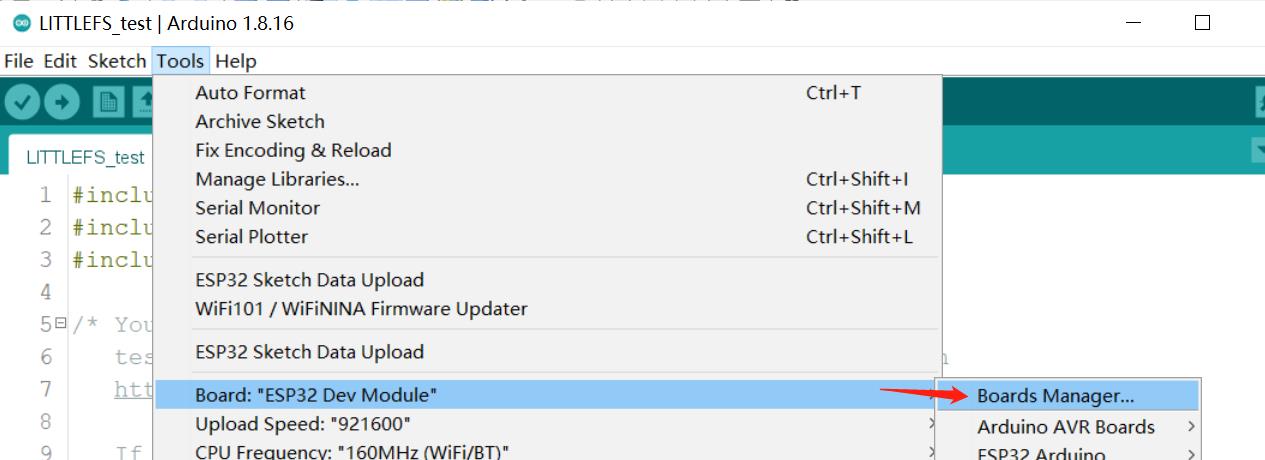 LITTLEFS_test | Arduino 1.8.16
File Edit Sketch Tools Help
Auto Format Ctrl+T
Archive Sketch
Fix Encoding & Reload
LITTLEFS_test
Manage Libraries... Ctrl+Shift+I
1 #inclu
Serial Monitor Ctrl+Shift+M
2 #inclu
Serial Plotter Ctrl+Shift+L
3 #inclu
ESP32 Sketch Data Upload
4
WiFi101 / WiFiNINA Firmware Updater
5 /* You
ESP32 Sketch Data Upload
6 tes
7 htt
Board: "ESP32 Dev Module" Boards Manager...
8
Upload Speed: "921600" Arduino AVR Boards
9 If
CPU Frequency: "160MHz (WiFi/BT)" ESP32 Arduino